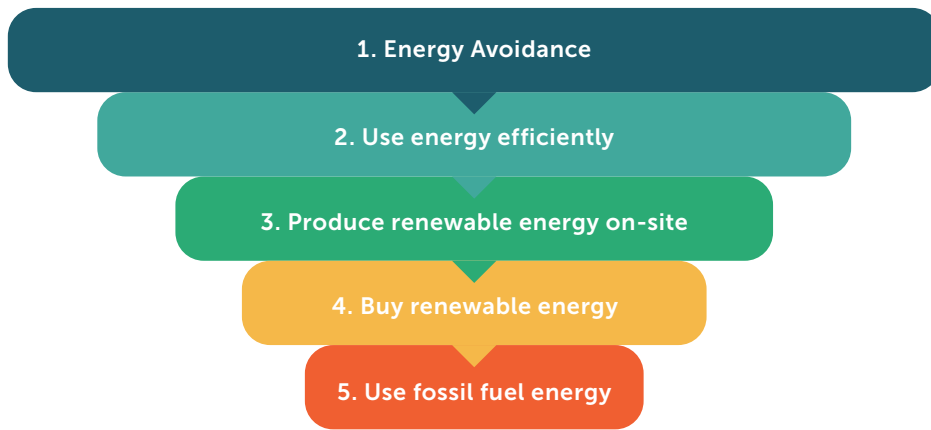 1. Energy Avoidance
2. Use energy efficiently
3. Produce renewable energy on-site
4. Buy renewable energy
5. Use fossil fuel energy